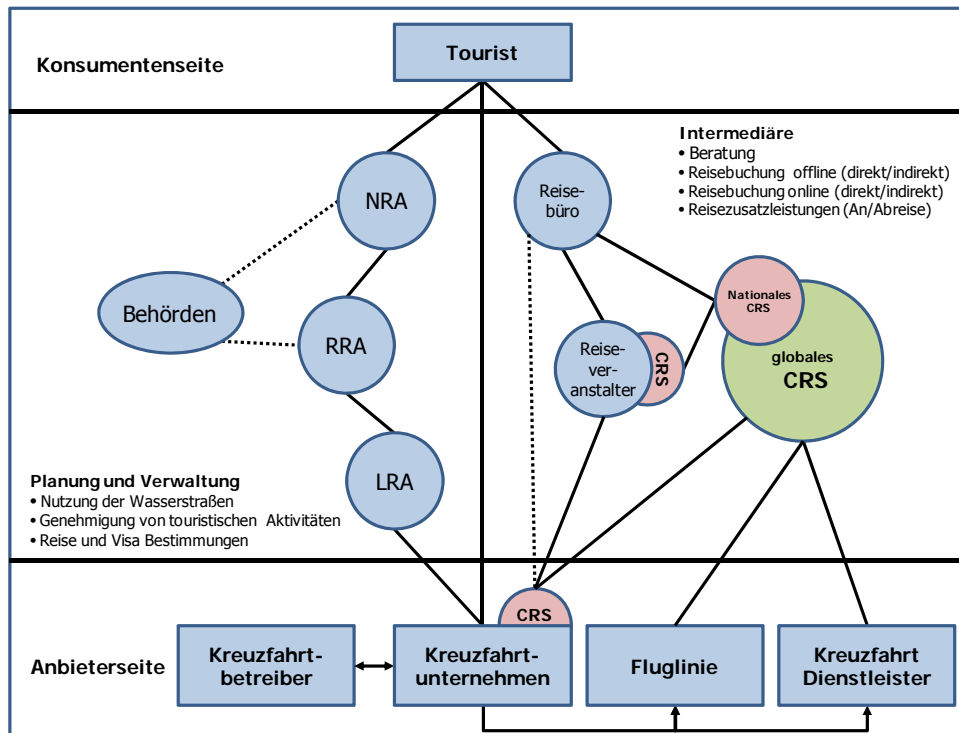 Konsumentenseite
Tourist
Intermediäre
• Beratung
• Reisebuchung offline (direkt/indirekt)
• Reisebuchung online (direkt/indirekt)
• Reisezusatzleistungen (An/Abreise)
NRA
Reise-
büro
Behörden
RRA
Nationales
CRS
Reise-
ver-
anstalter
CRS
globales
CRS
LRA
Planung und Verwaltung
• Nutzung der Wasserstraßen
• Genehmigung von touristischen Aktivitäten
• Reise und Visa Bestimmungen
Anbieterseite
CRS
Kreuzfahrt-
betreiber
Kreuzfahrt-
unternehmen
Fluglinie
Kreuzfahrt
Dienstleister